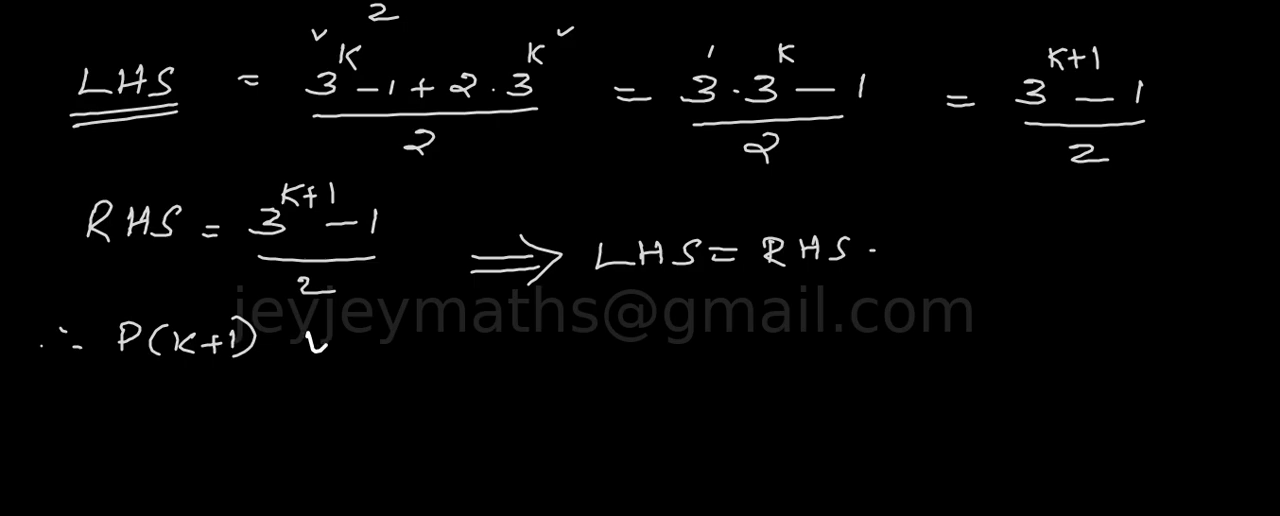 2
LHS = (3^K - 1 + 2 · 3^K)/2 = (3 · 3^K - 1)/2 = (3^(K+1) - 1)/2
RHS = (3^(K+1) - 1)/2 ⟹ LHS = RHS ·
jeyjeymaths@gmail.com
∴ P(K+1)